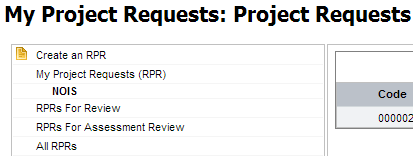 My Project Requests: Project Requests
Create an RPR
My Project Requests (RPR)
NOIS
RPRs For Review
RPRs For Assessment Review
All RPRs
Code
000002